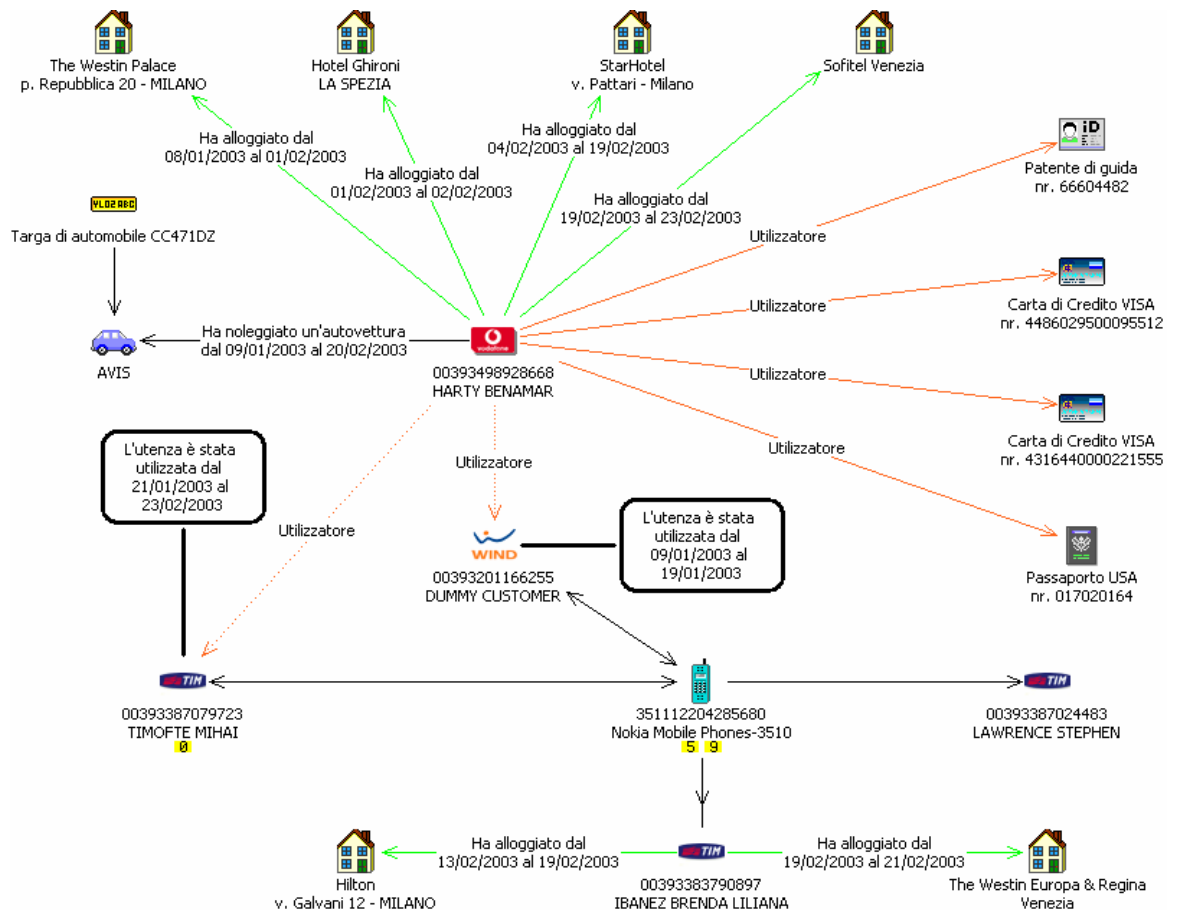 The Westin Palace
p. Repubblica 20 - MILANO
Hotel Ghironi
LA SPEZIA
StarHotel
v. Pattari - Milano
Sofitel Venezia
Ha alloggiato dal
08/01/2003 al 01/02/2003
Ha alloggiato dal
01/02/2003 al 02/02/2003
Ha alloggiato dal
04/02/2003 al 19/02/2003
Ha alloggiato dal
19/02/2003 al 23/02/2003
iD
Patente di guida
nr. 66604482
YL02ABC
Targa di automobile CC471DZ
Utilizzatore
Utilizzatore
Carta di Credito VISA
nr. 4486029500095512
AVIS
Ha noleggiato un'autovettura
dal 09/01/2003 al 20/02/2003
vodafone
00393498928668
HARTY BENAMAR
Utilizzatore
Carta di Credito VISA
nr. 4316440000221555
Utilizzatore
L'utenza è stata
utilizzata dal
21/01/2003 al
23/02/2003
Utilizzatore
Utilizzatore
WIND
00393201166255
DUMMY CUSTOMER
L'utenza è stata
utilizzata dal
09/01/2003 al
19/01/2003
Passaporto USA
nr. 017020164
TIM
00393387079723
TIMOFTE MIHAI
0
351112204285680
Nokia Mobile Phones-3510
5 9
TIM
00393387024483
LAWRENCE STEPHEN
Hilton
v. Galvani 12 - MILANO
Ha alloggiato dal
13/02/2003 al 19/02/2003
TIM
00393383790897
IBANEZ BRENDA LILIANA
Ha alloggiato dal
19/02/2003 al 21/02/2003
The Westin Europa & Regina
Venezia